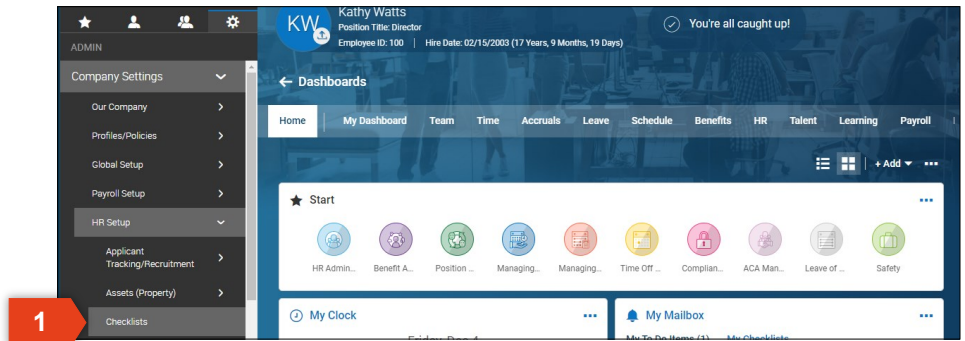 ADMIN
Company Settings
Our Company
Profiles/Policies
Global Setup
Payroll Setup
HR Setup
Applicant
Tracking/Recruitment
Assets (Property)
Checklists
1
KW
Kathy Watts
Position Title: Director
Employee ID: 100 | Hire Date: 02/15/2003 (17 Years, 9 Months, 19 Days)
You're all caught up!
← Dashboards
Home My Dashboard Team Time Accruals Leave Schedule Benefits HR Talent Learning Payroll
+ Add
Start
HR Admin... Benefit A... Position ... Managing... Managing... Time Off ... Complian... ACA Man... Leave of ... Safety
My Clock
Friday, Dec 4
My Mailbox
My To Do Items (1) My Checklists